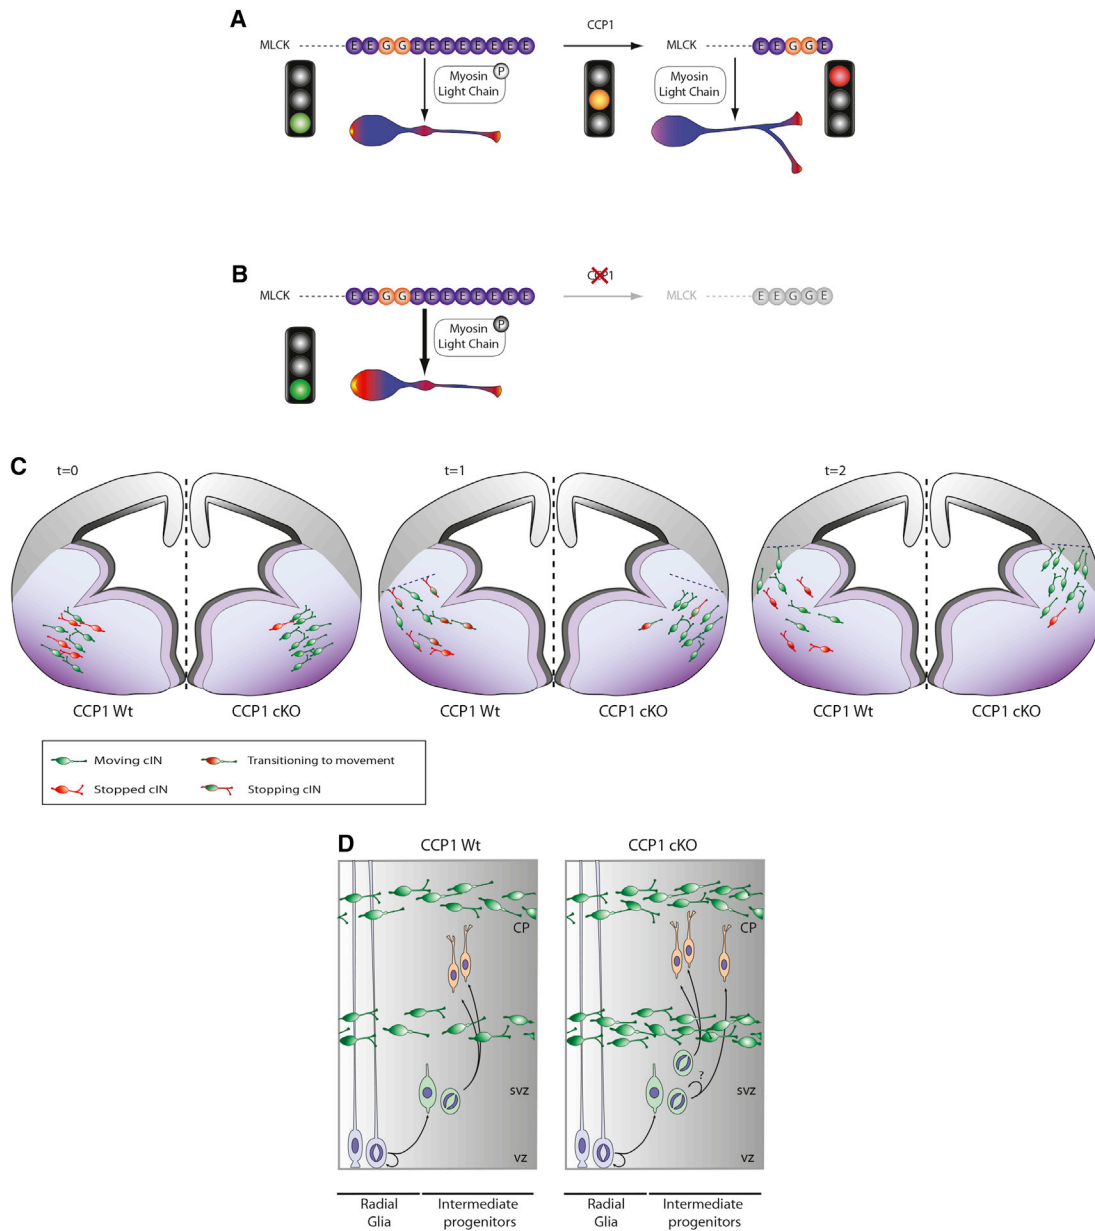 A
MLCK
E E G G E E E E E E E E
CCP1
MLCK
E E G G E
Myosin P
Light Chain
Myosin
Light Chain
B
MLCK
E E G G E E E E E E E E
CCP1
MLCK
E E G G E
Myosin P
Light Chain
C
t=0
t=1
t=2
CCP1 Wt
CCP1 cKO
CCP1 Wt
CCP1 cKO
CCP1 Wt
CCP1 cKO
Moving cIN
Transitioning to movement
Stopped cIN
Stopping cIN
D
CCP1 Wt
CCP1 cKO
CP
SVZ
VZ
CP
?
SVZ
VZ
Radial
Glia
Intermediate
progenitors
Radial
Glia
Intermediate
progenitors